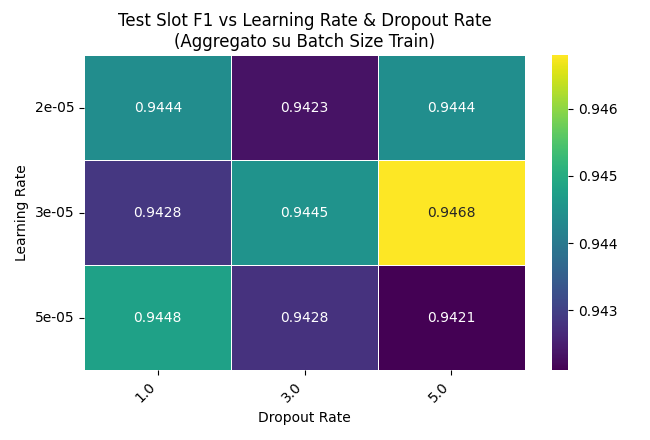 Test Slot F1 vs Learning Rate & Dropout Rate
(Aggregato su Batch Size Train)
Learning Rate
2e-05 0.9444 0.9423 0.9444
3e-05 0.9428 0.9445 0.9468
5e-05 0.9448 0.9428 0.9421
1.0 3.0 5.0
Dropout Rate
0.946
0.945
0.944
0.943